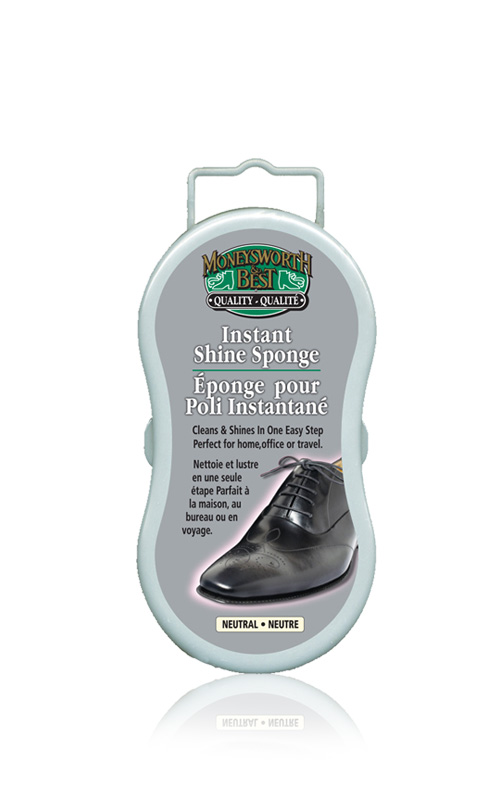 MONEYSWORTH
& BEST
• QUALITY - QUALITÉ •
Instant
Shine Sponge
Éponge pour
Poli Instantané
Cleans & Shines In One Easy Step
Perfect for home,office or travel.
Nettoie et lustre
en une seule
étape Parfait à
la maison, au
bureau ou en
voyage.
NEUTRAL • NEUTRE